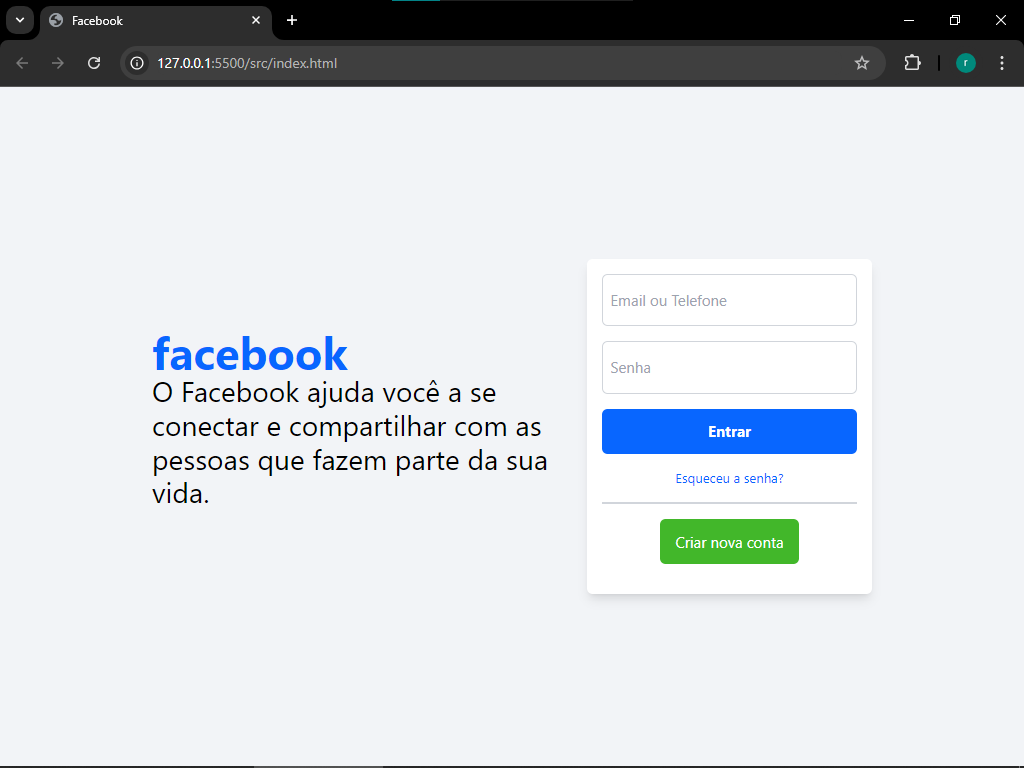 Facebook
127.0.0.1:5500/src/index.html
r
facebook
O Facebook ajuda você a se
conectar e compartilhar com as
pessoas que fazem parte da sua
vida.
Email ou Telefone
Senha
Entrar
Esqueceu a senha?
Criar nova conta